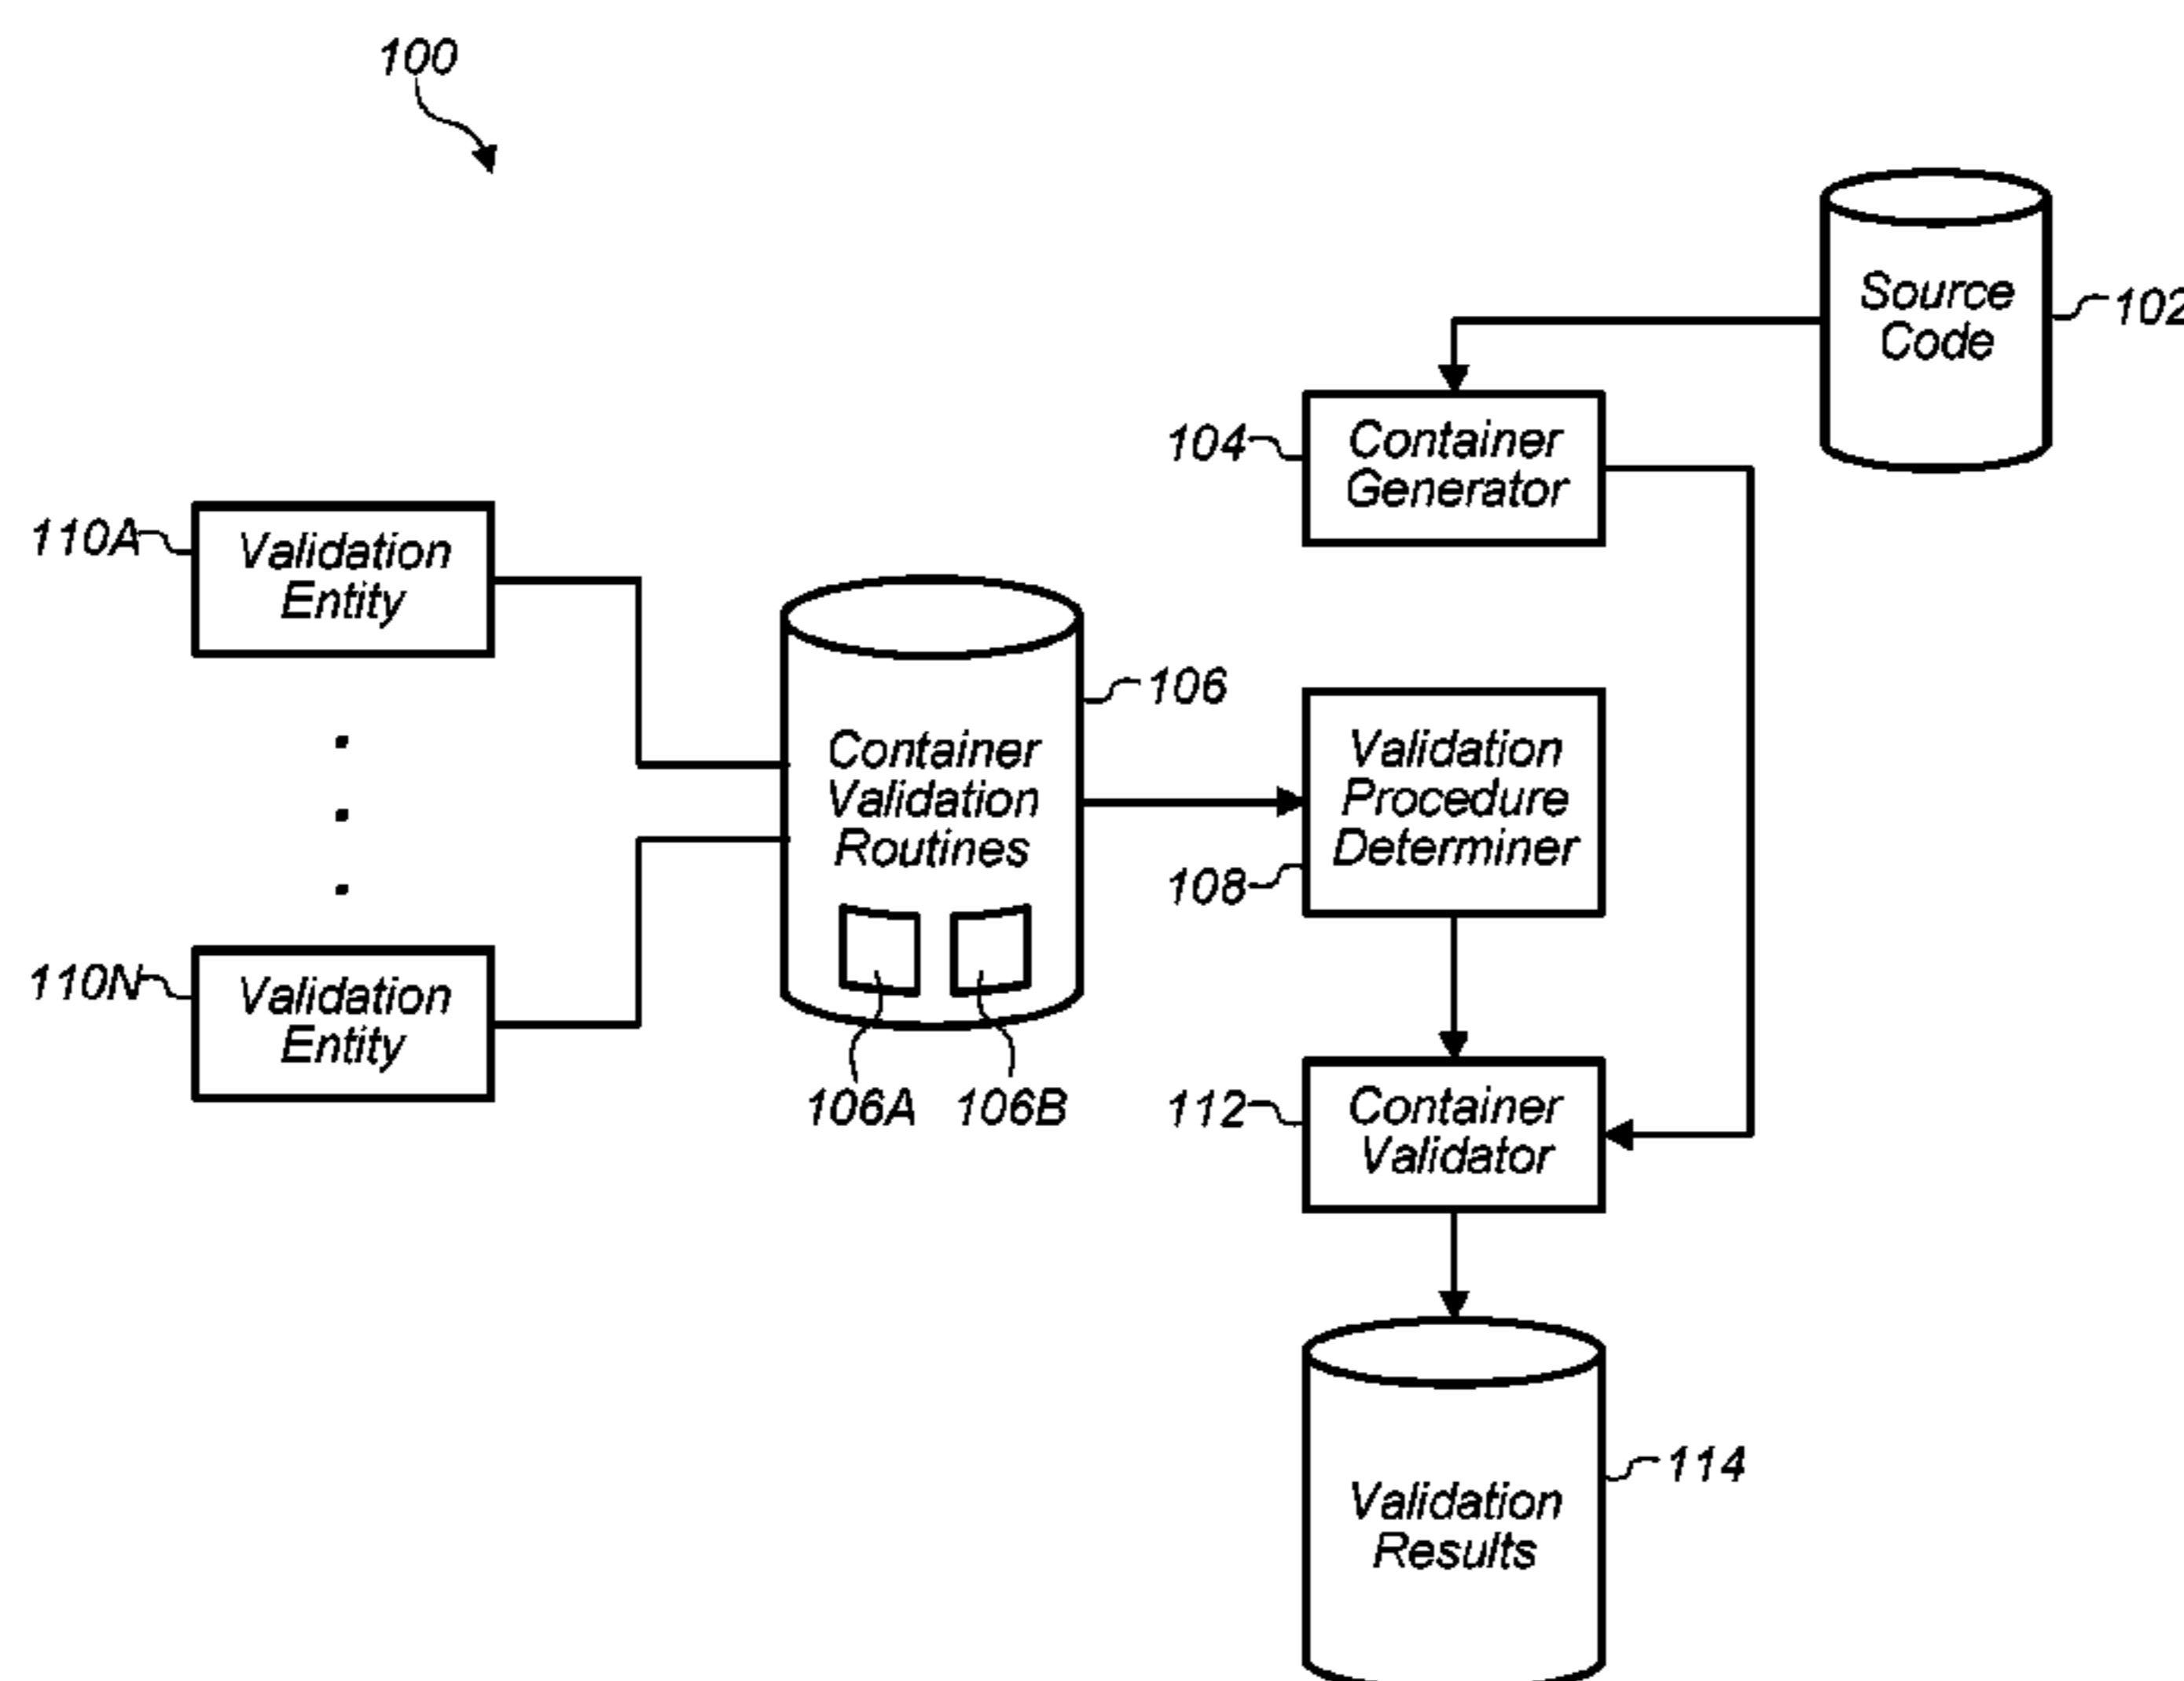 100
Source
Code
102
104
Container
Generator
110A
Validation
Entity
106
Container
Validation
Routines
Validation
Procedure
Determiner
108
110N
Validation
Entity
106A
106B
112
Container
Validator
114
Validation
Results